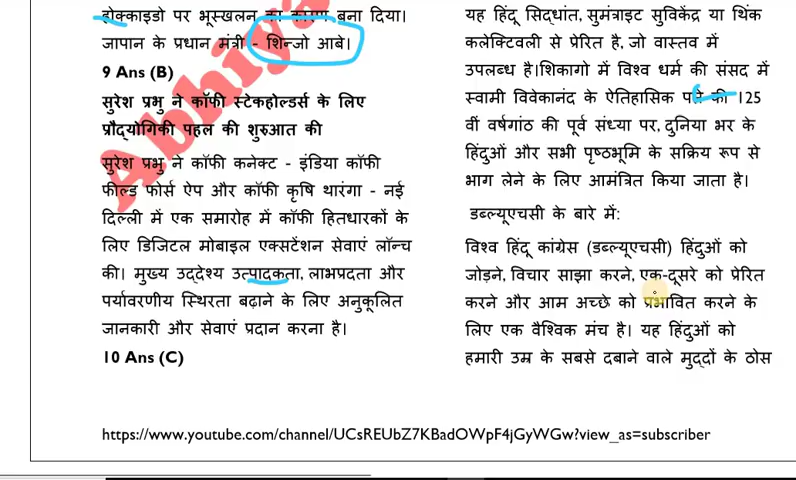 होक्काइडो पर भूस्खलन का कारण बना दिया।
जापान के प्रधान मंत्री - शिन्जो आबे।
9 Ans (B)
सुरेश प्रभु ने कॉफी स्टेकहोल्डर्स के लिए
प्रौद्योगिकी पहल की शुरुआत की
सुरेश प्रभु ने कॉफी कनेक्ट - इंडिया कॉफी
फील्ड फोर्स ऐप और कॉफी कृषि थारंगा - नई
दिल्ली में एक समारोह में कॉफी हितधारकों के
लिए डिजिटल मोबाइल एक्सटेंशन सेवाएं लॉन्च
की। मुख्य उद्देश्य उत्पादकता, लाभप्रदता और
पर्यावरणीय स्थिरता बढ़ाने के लिए अनुकूलित
जानकारी और सेवाएं प्रदान करना है।
10 Ans (C)
यह हिंदू सिद्धांत, सुमंत्राइट सुविकेंद्र या थिंक
कलेक्टिवली से प्रेरित है, जो वास्तव में
उपलब्ध है।शिकागो में विश्व धर्म की संसद में
स्वामी विवेकानंद के ऐतिहासिक पते की 125
वीं वर्षगांठ की पूर्व संध्या पर, दुनिया भर के
हिंदुओं और सभी पृष्ठभूमि के सक्रिय रूप से
भाग लेने के लिए आमंत्रित किया जाता है।
डब्ल्यूएचसी के बारे में:
विश्व हिंदू कांग्रेस (डब्ल्यूएचसी) हिंदुओं को
जोड़ने, विचार साझा करने, एक-दूसरे को प्रेरित
करने और आम अच्छे को प्रभावित करने के
लिए एक वैश्विक मंच है। यह हिंदुओं को
हमारी उम्र के सबसे दबाने वाले मुद्दों के ठोस
https://www.youtube.com/channel/UCsREUbZ7KBadOWpF4jGyWGw?view_as=subscriber
Abhiya